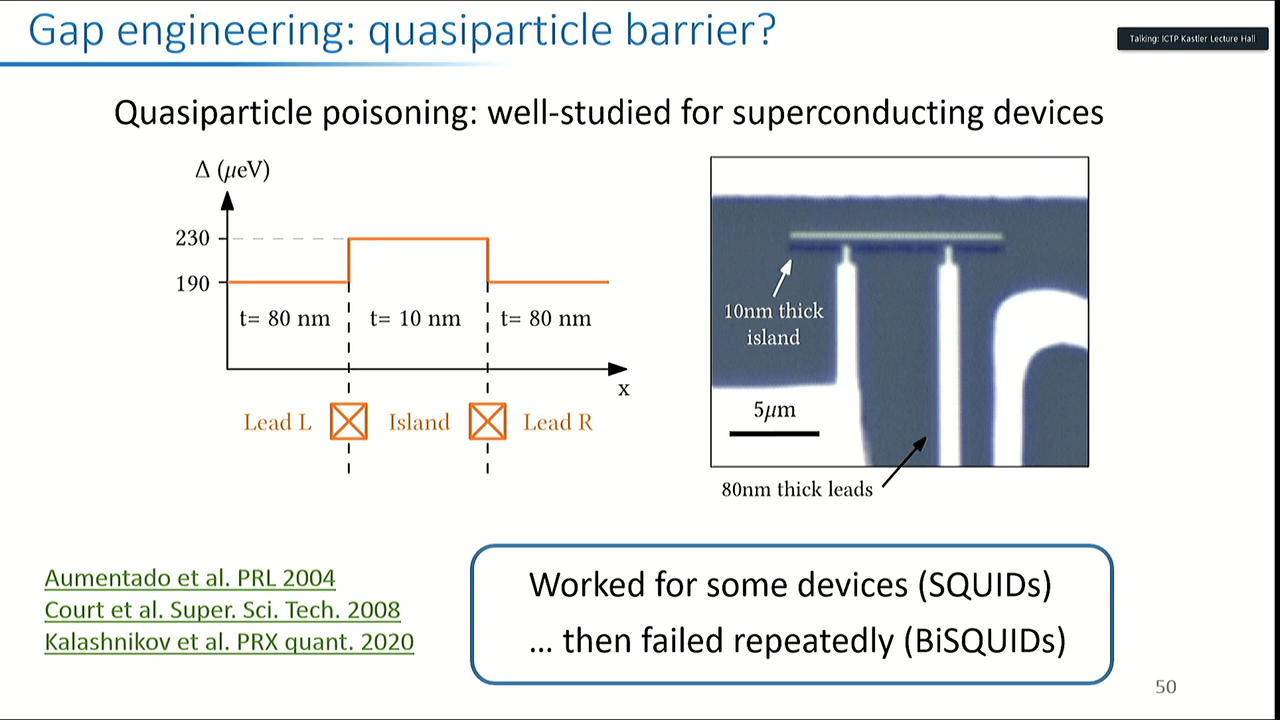 Gap engineering: quasiparticle barrier?
Talking: ICTP Kastler Lecture Hall
Quasiparticle poisoning: well-studied for superconducting devices
Δ (μeV)
230
190
t= 80 nm
t= 10 nm
t= 80 nm
x
Lead L
Island
Lead R
10nm thick
island
5μm
80nm thick leads
Aumentado et al. PRL 2004
Court et al. Super. Sci. Tech. 2008
Kalashnikov et al. PRX quant. 2020
Worked for some devices (SQUIDs)
... then failed repeatedly (BiSQUIDs)
50